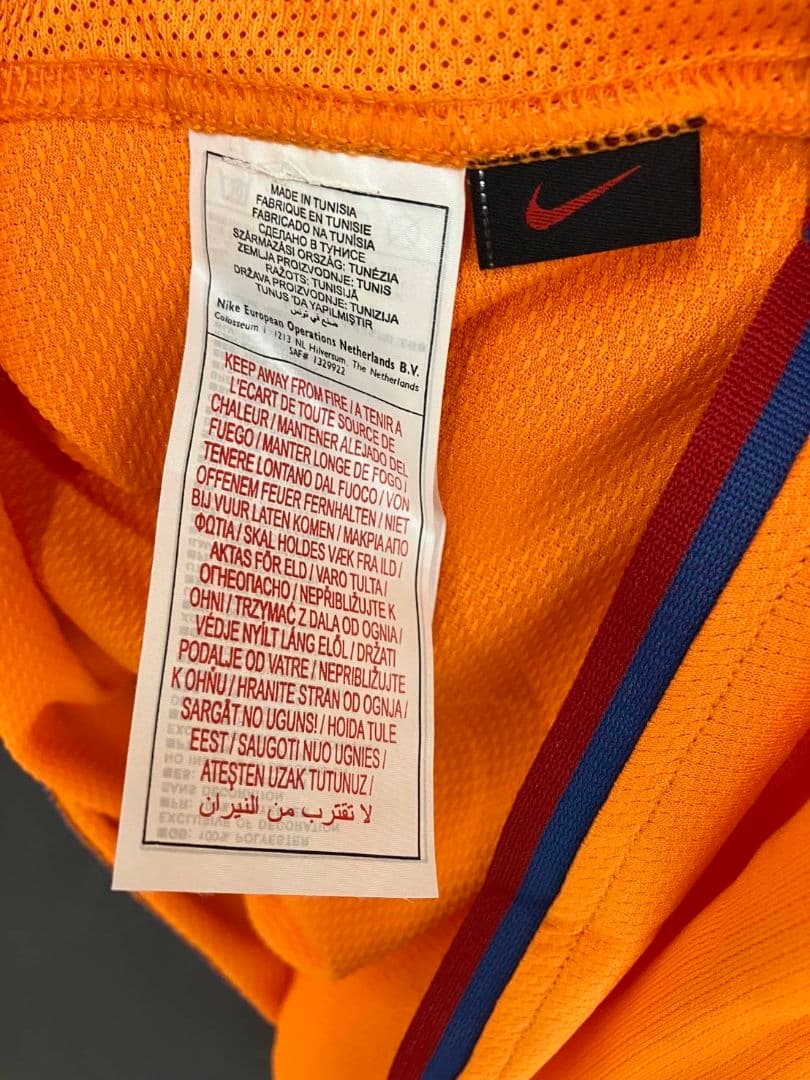 MADE IN TUNISIA
FABRIQUE EN TUNISIE
FABRICADO NA TUNÍSIA
СДЕЛАНО В ТУНИСЕ
SZÁRMAZÁSI ORSZÁG: TUNÉZIA
ZEMLJA PROIZVODNJE: TUNIS
RAŽOTS: TUNISIJĀ
DRŽAVA PROIZVODNJE: TUNIZIJA
TUNUS 'DA YAPILMIŞTIR
صنع في تونس
Nike European Operations Netherlands B.V.
Colosseum 1 1213 NL Hilversum The Netherlands
SAF# 1329922
KEEP AWAY FROM FIRE / A TENIR A
L'ECART DE TOUTE SOURCE DE
CHALEUR / MANTENER ALEJADO DEL
FUEGO / MANTER LONGE DE FOGO /
TENERE LONTANO DAL FUOCO / VON
OFFENEM FEUER FERNHALTEN / NIET
BIJ VUUR LATEN KOMEN / ΜΑΚΡΙΑ ΑΠΟ
ΦΩΤΙΑ / SKAL HOLDES VÆK FRA ILD /
AKTAS FÖR ELD / VARO TULTA /
ОГНЕОПАСНО / NEPŘIBLIŽUJTE K
OHNI / TRZYMAĆ Z DALA OD OGNIA /
VÉDJE NYÍLT LÁNG ELŐL / DRŽATI
PODALJE OD VATRE / NEPRIBLIŽUJTE
K OHŇU / HRANITE STRAN OD OGNJA /
SARGĀT NO UGUNS! / HOIDA TULE
EEST / SAUGOTI NUO UGNIES /
ATEŞTEN UZAK TUTUNUZ /
لا تقترب من النيران